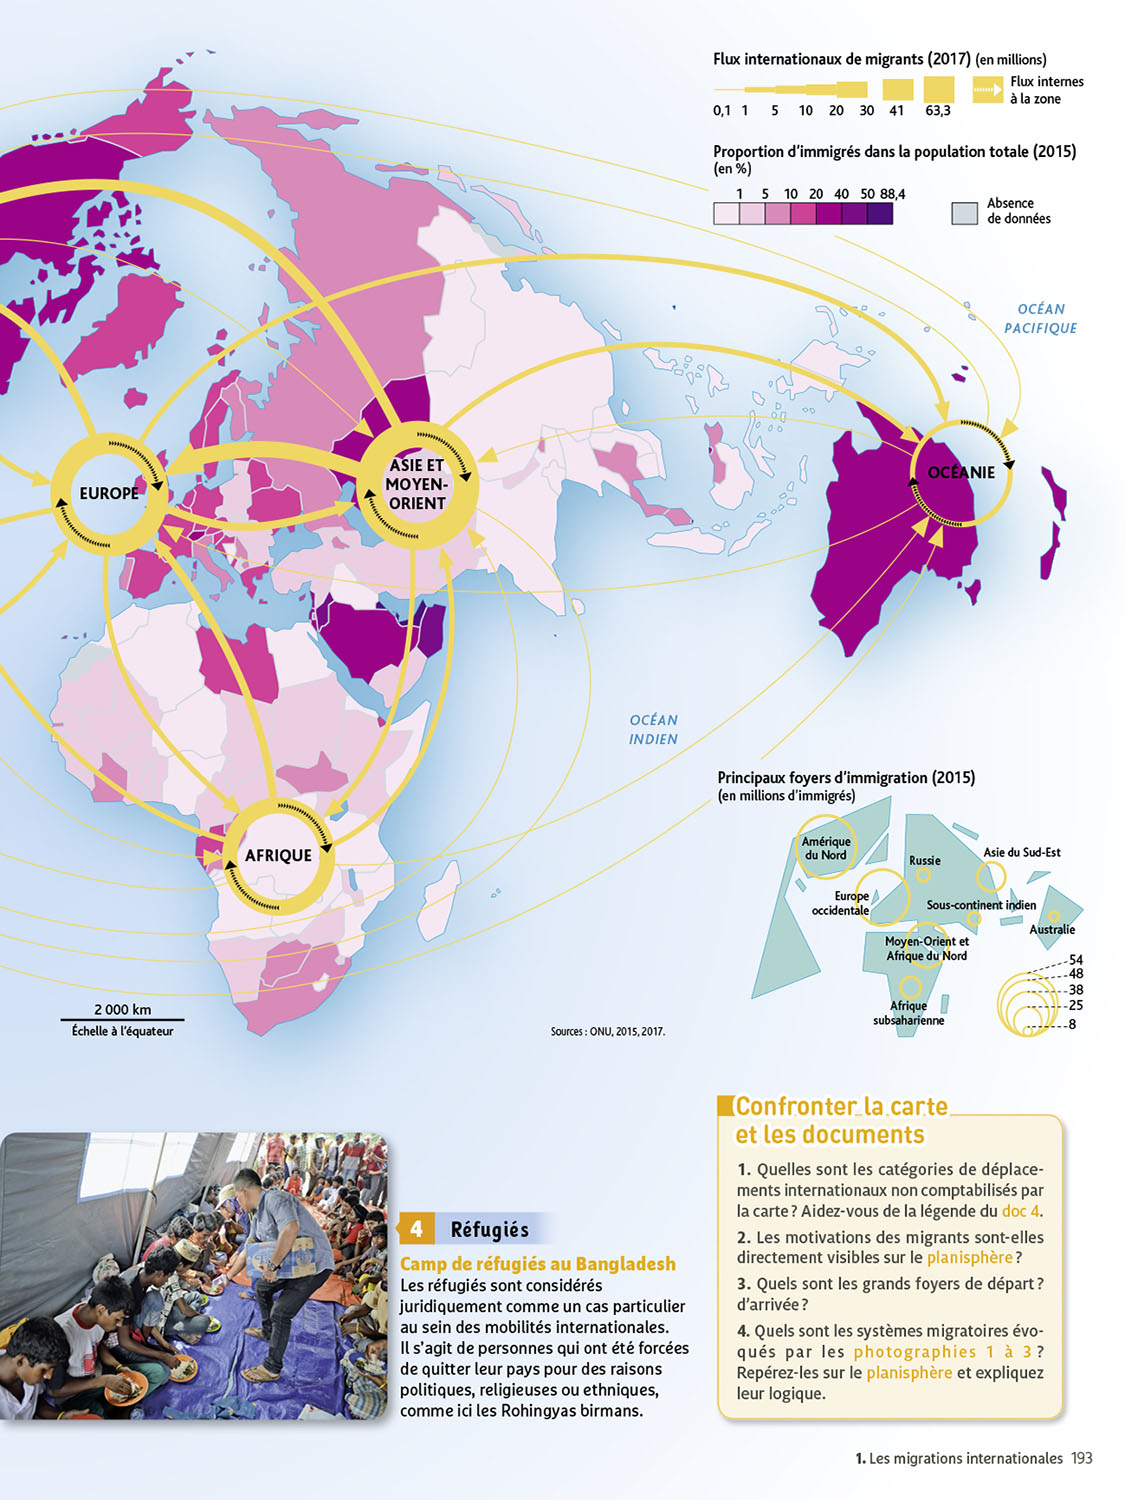 Flux internationaux de migrants (2017) (en millions)
0,1 1 5 10 20 30 41 63,3
Flux internes
à la zone
Proportion d'immigrés dans la population totale (2015)
(en %)
1 5 10 20 40 50 88,4
Absence
de données
OCÉAN
PACIFIQUE
EUROPE
ASIE ET
MOYEN-
ORIENT
OCÉANIE
AFRIQUE
OCÉAN
INDIEN
2 000 km
Échelle à l'équateur
Sources : ONU, 2015, 2017.
Principaux foyers d'immigration (2015)
(en millions d'immigrés)
Amérique
du Nord
Russie
Asie du Sud-Est
Europe
occidentale
Sous-continent indien
Australie
Moyen-Orient et
Afrique du Nord
Afrique
subsaharienne
54
48
38
25
8
4 Réfugiés
Camp de réfugiés au Bangladesh
Les réfugiés sont considérés
juridiquement comme un cas particulier
au sein des mobilités internationales.
Il s'agit de personnes qui ont été forcées
de quitter leur pays pour des raisons
politiques, religieuses ou ethniques,
comme ici les Rohingyas birmans.
Confronter la carte
et les documents
1. Quelles sont les catégories de déplace-
ments internationaux non comptabilisés par
la carte ? Aidez-vous de la légende du doc 4.
2. Les motivations des migrants sont-elles
directement visibles sur le planisphère ?
3. Quels sont les grands foyers de départ ?
d'arrivée ?
4. Quels sont les systèmes migratoires évo-
qués par les photographies 1 à 3 ?
Repérez-les sur le planisphère et expliquez
leur logique.
1. Les migrations internationales 193